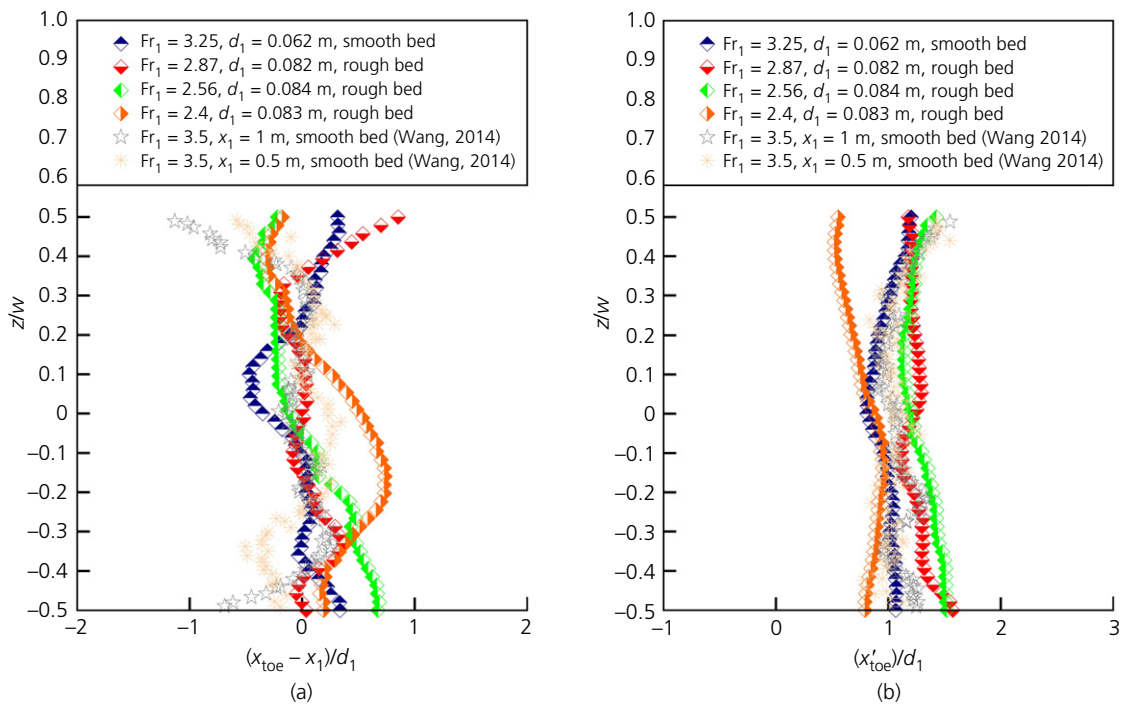 1.0
0.9
0.8
0.7
0.6
0.5
0.4
0.3
0.2
0.1
0
−0.1
−0.2
−0.3
−0.4
−0.5
z/w
Fr₁ = 3.25, d₁ = 0.062 m, smooth bed
Fr₁ = 2.87, d₁ = 0.082 m, rough bed
Fr₁ = 2.56, d₁ = 0.084 m, rough bed
Fr₁ = 2.4, d₁ = 0.083 m, rough bed
Fr₁ = 3.5, x₁ = 1 m, smooth bed (Wang, 2014)
Fr₁ = 3.5, x₁ = 0.5 m, smooth bed (Wang, 2014)
−2 −1 0 1 2
(x_toe − x₁)/d₁
(a)
1.0
0.9
0.8
0.7
0.6
0.5
0.4
0.3
0.2
0.1
0
−0.1
−0.2
−0.3
−0.4
−0.5
z/w
Fr₁ = 3.25, d₁ = 0.062 m, smooth bed
Fr₁ = 2.87, d₁ = 0.082 m, rough bed
Fr₁ = 2.56, d₁ = 0.084 m, rough bed
Fr₁ = 2.4, d₁ = 0.083 m, rough bed
Fr₁ = 3.5, x₁ = 1 m, smooth bed (Wang 2014)
Fr₁ = 3.5, x₁ = 0.5 m, smooth bed (Wang 2014)
−1 0 1 2 3
(x′_toe)/d₁
(b)